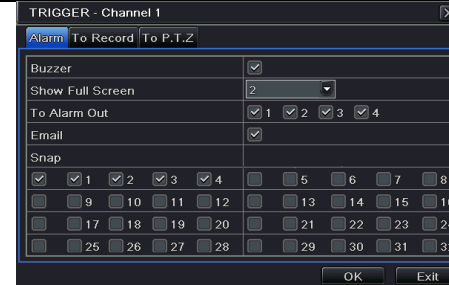 TRIGGER - Channel 1
Alarm To Record To P.T.Z
Buzzer
Show Full Screen 2
To Alarm Out 1 2 3 4
Email
Snap
1 2 3 4 5 6 7 8
9 10 11 12 13 14 15
17 18 19 20 21 22 23
25 26 27 28 29 30 31
OK Exit